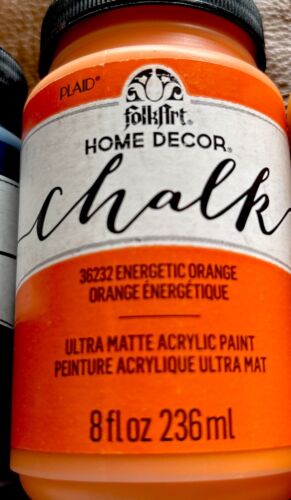 PLAID®
FolkArt®
HOME DECOR®
Chalk
36232 ENERGETIC ORANGE
ORANGE ÉNERGÉTIQUE
ULTRA MATTE ACRYLIC PAINT
PEINTURE ACRYLIQUE ULTRA MAT
8 fl oz 236 ml